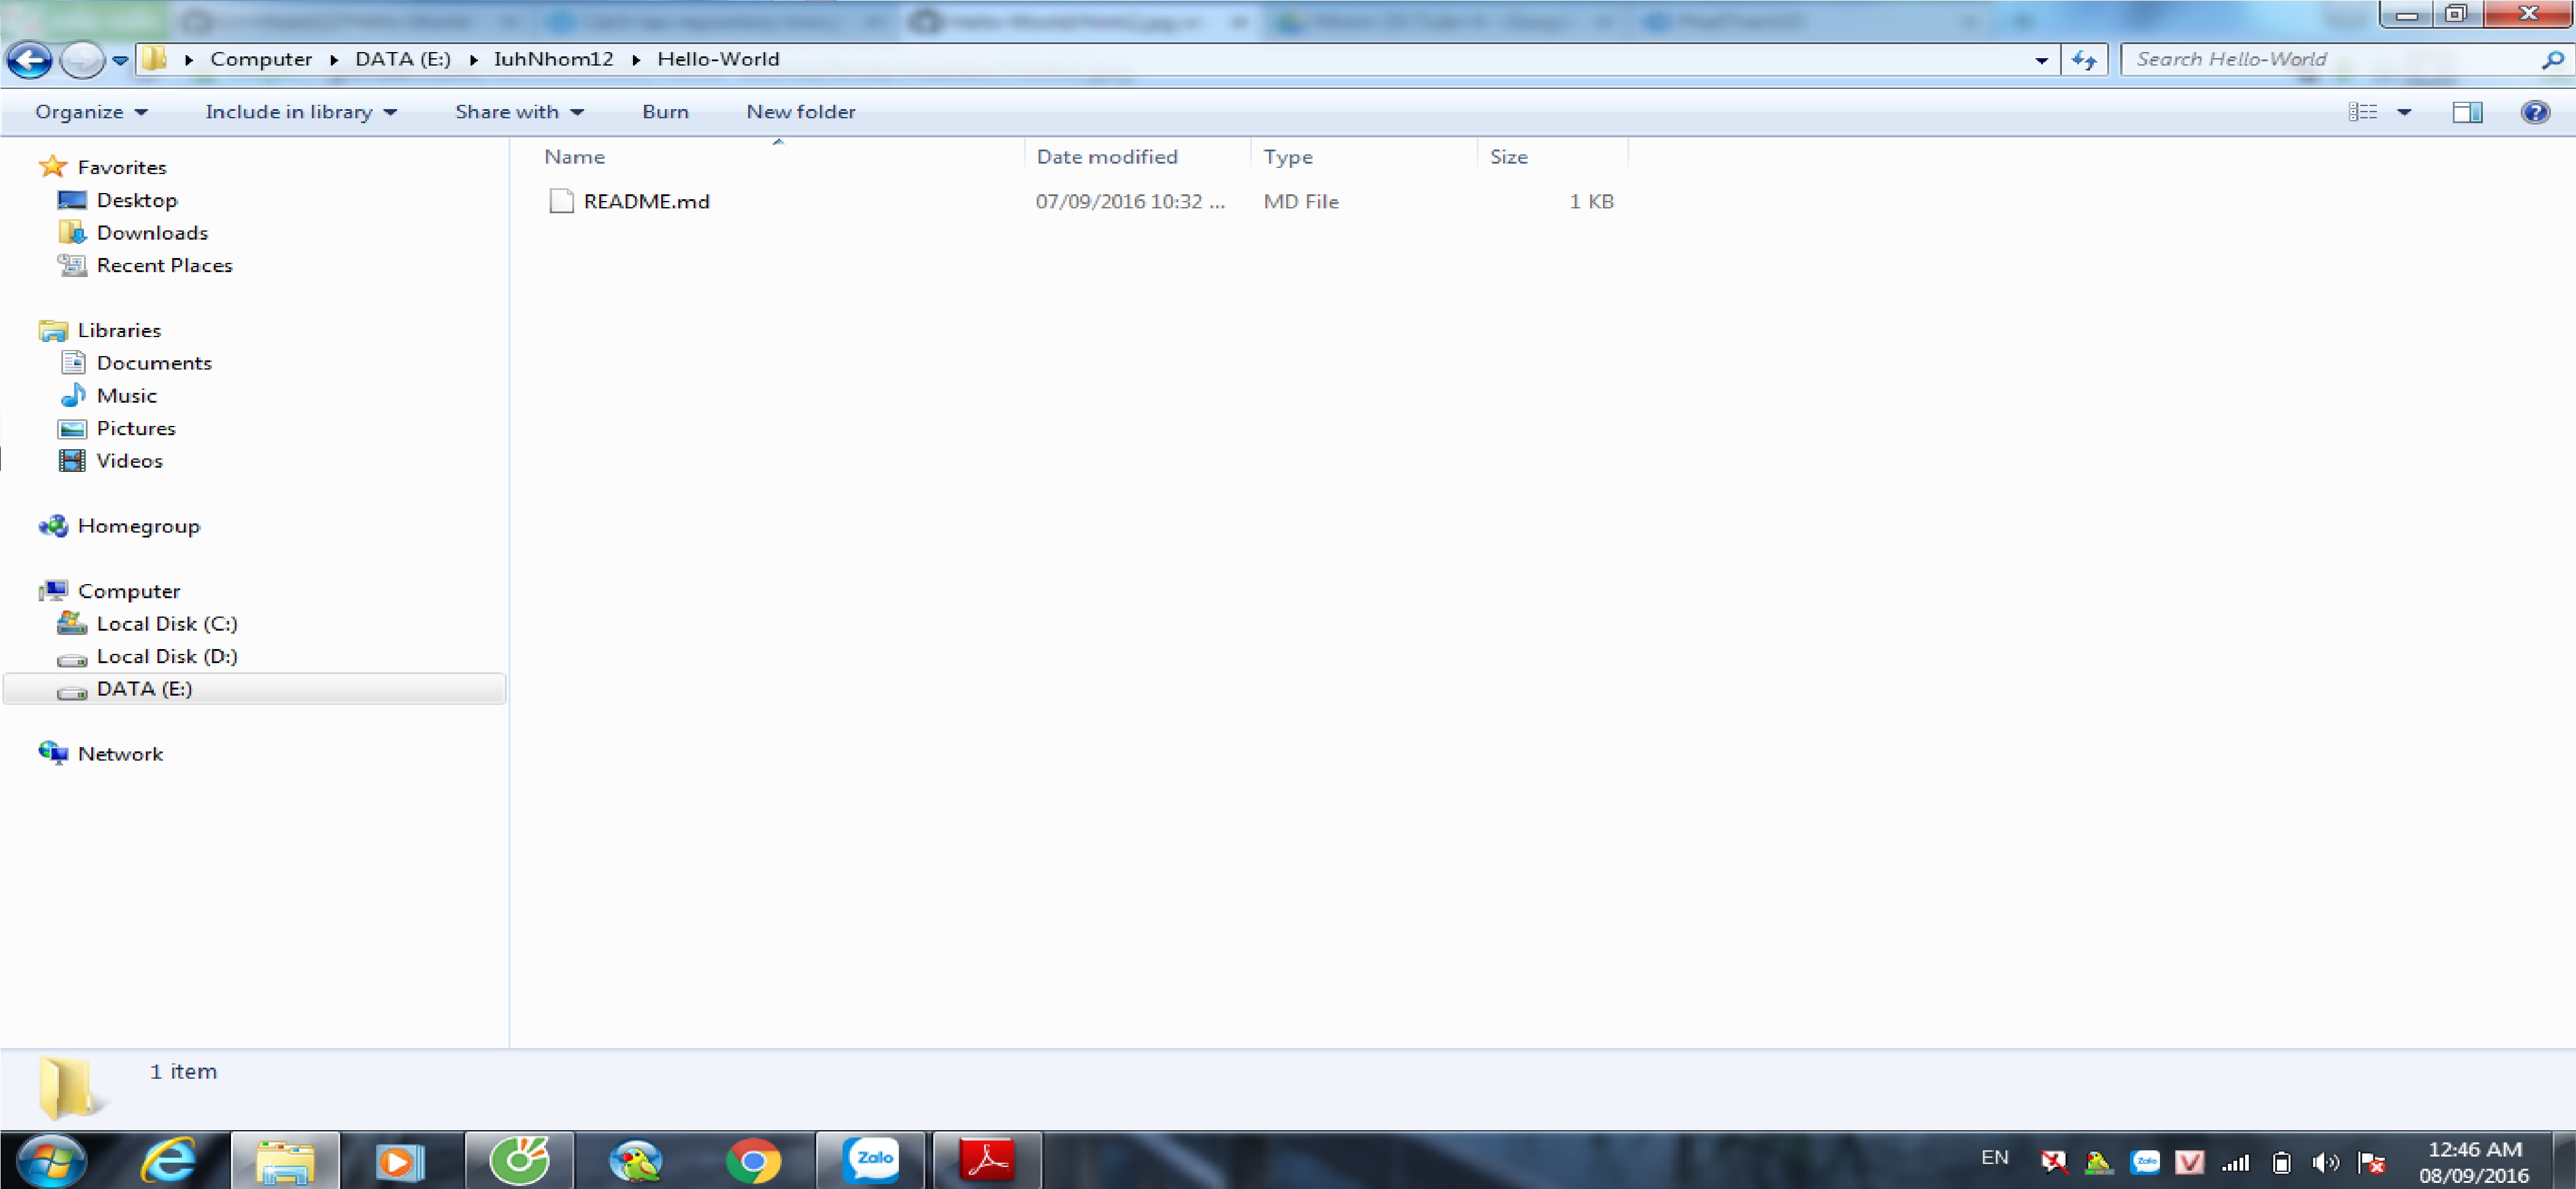 Computer DATA (E:) IuhNhom12 Hello-World
Search Hello-World
Organize Include in library Share with Burn New folder
Name Date modified Type Size
README.md 07/09/2016 10:32 ... MD File 1 KB
Favorites
Desktop
Downloads
Recent Places
Libraries
Documents
Music
Pictures
Videos
Homegroup
Computer
Local Disk (C:)
Local Disk (D:)
DATA (E:)
Network
1 item
Zalo
EN
Zalo
12:46 AM
08/09/2016